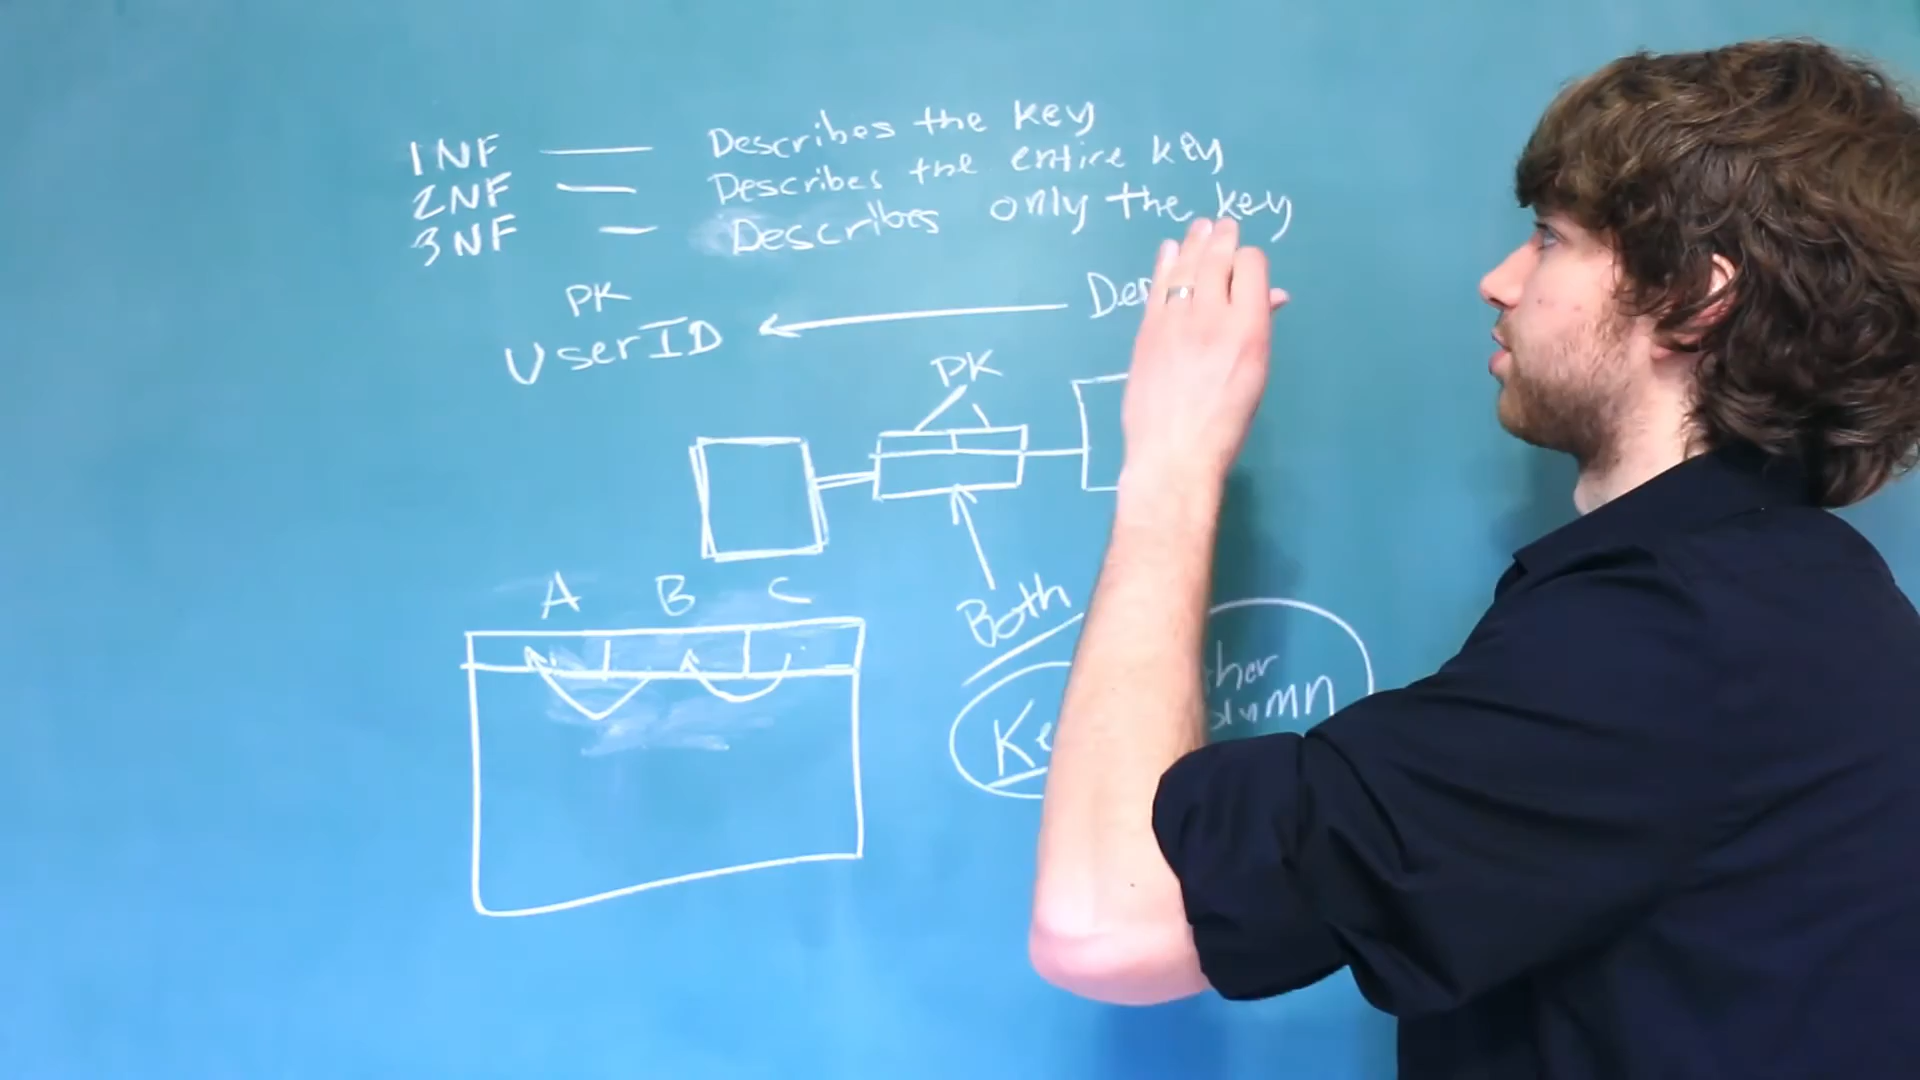 1NF — Describes the key
2NF — Describes the entire key
3NF — Describes only the key
PK
UserID
PK
A B C
Both